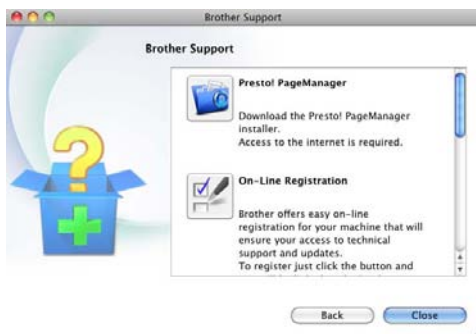 Brother Support
Brother Support
Presto! PageManager
Download the Presto! PageManager
installer.
Access to the internet is required.
On-Line Registration
Brother offers easy on-line
registration for your machine that will
ensure your access to technical
support and updates.
To register just click the button and
Back
Close